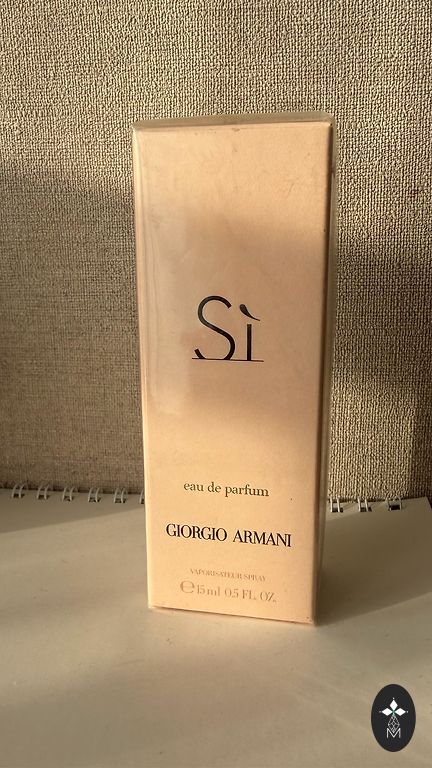 Sì
eau de parfum
GIORGIO ARMANI
VAPORISATEUR SPRAY
℮ 15 ml 0.5 FL. OZ.